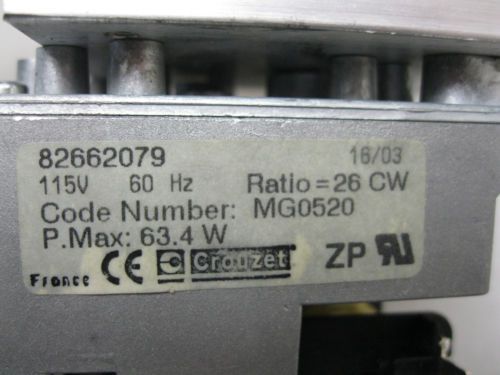 82662079 16/03
115V 60 Hz Ratio = 26 CW
Code Number: MG0520
P.Max: 63.4 W
France CE Crouzet ZP RU